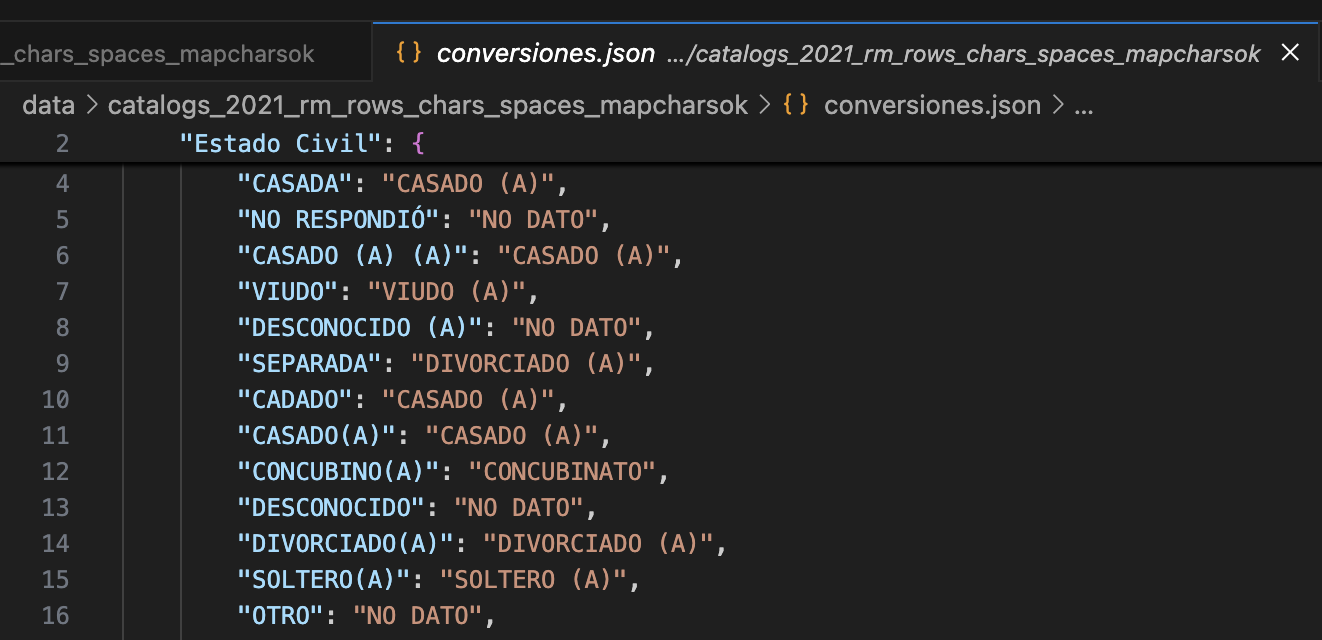 _chars_spaces_mapcharsok
{} conversiones.json .../catalogs_2021_rm_rows_chars_spaces_mapcharsok ×
data > catalogs_2021_rm_rows_chars_spaces_mapcharsok > {} conversiones.json > ...
2 "Estado Civil": {
4 "CASADA": "CASADO (A)",
5 "NO RESPONDIÓ": "NO DATO",
6 "CASADO (A) (A)": "CASADO (A)",
7 "VIUDO": "VIUDO (A)",
8 "DESCONOCIDO (A)": "NO DATO",
9 "SEPARADA": "DIVORCIADO (A)",
10 "CADADO": "CASADO (A)",
11 "CASADO(A)": "CASADO (A)",
12 "CONCUBINO(A)": "CONCUBINATO",
13 "DESCONOCIDO": "NO DATO",
14 "DIVORCIADO(A)": "DIVORCIADO (A)",
15 "SOLTERO(A)": "SOLTERO (A)",
16 "OTRO": "NO DATO",